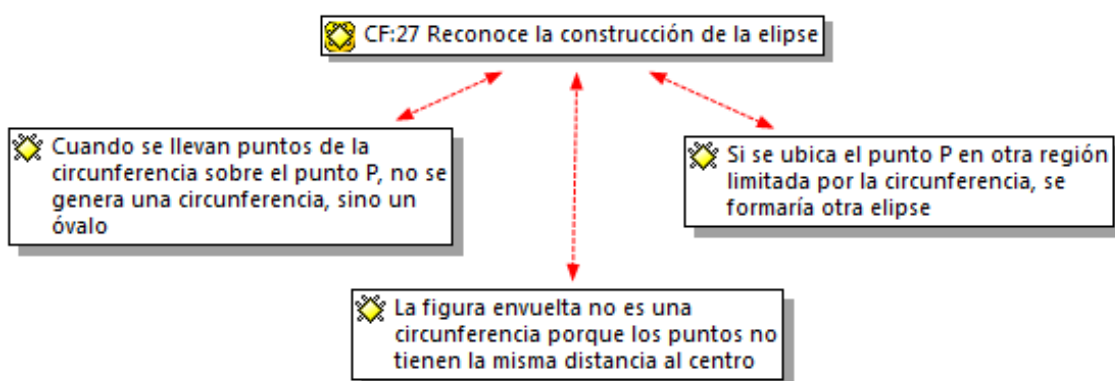 CF:27 Reconoce la construcción de la elipse
Cuando se llevan puntos de la
circunferencia sobre el punto P, no se
genera una circunferencia, sino un
óvalo
Si se ubica el punto P en otra región
limitada por la circunferencia, se
formaría otra elipse
La figura envuelta no es una
circunferencia porque los puntos no
tienen la misma distancia al centro